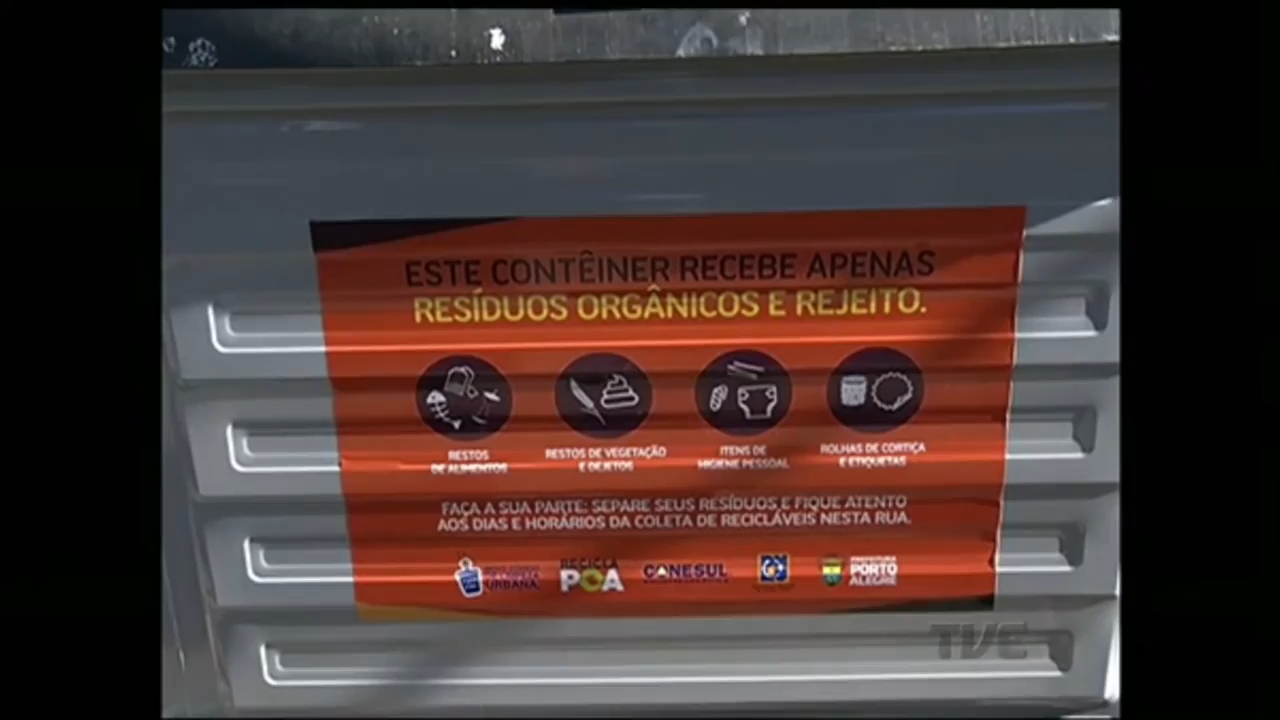 ESTE CONTÊINER RECEBE APENAS
RESÍDUOS ORGÂNICOS E REJEITO.
RESTOS
DE ALIMENTOS
RESTOS DE VEGETAÇÃO
E DEJETOS
ITENS DE
HIGIENE PESSOAL
ROLHAS DE CORTIÇA
E ETIQUETAS
FAÇA A SUA PARTE: SEPARE SEUS RESÍDUOS E FIQUE ATENTO
AOS DIAS E HORÁRIOS DA COLETA DE RECICLÁVEIS NESTA RUA.
URBANA
RECICLA
POA
CONESUL
PREFEITURA
PORTO
ALEGRE
TVE